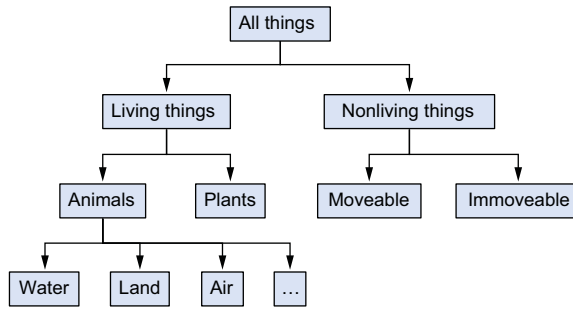 All things
Living things
Nonliving things
Animals
Plants
Moveable
Immoveable
Water
Land
Air
…